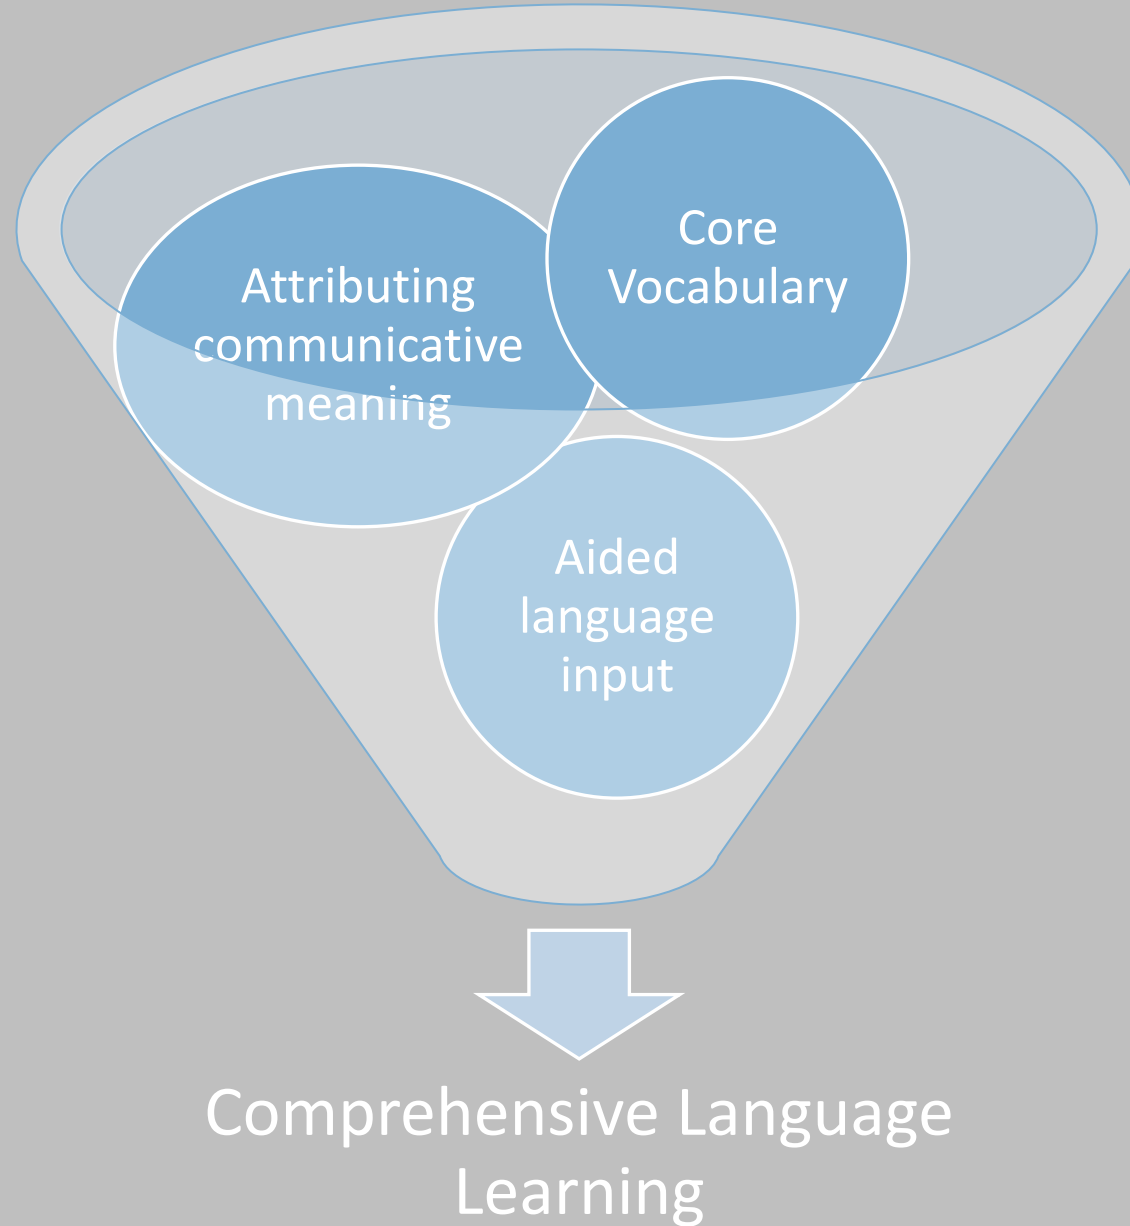 Core
Vocabulary
Attributing
communicative
meaning
Aided
language
input
Comprehensive Language
Learning